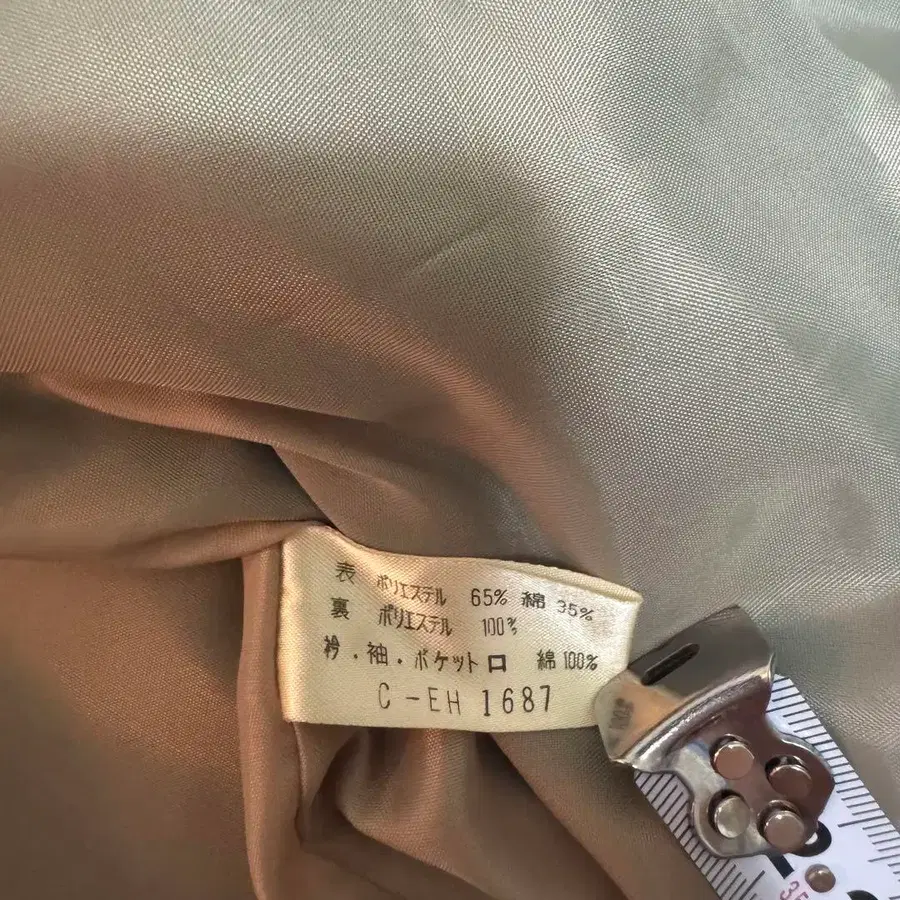 表 ポリエステル 65% 綿 35%
裏 ポリエステル 100%
衿.袖.ポケット口 綿 100%
C-EH 1687